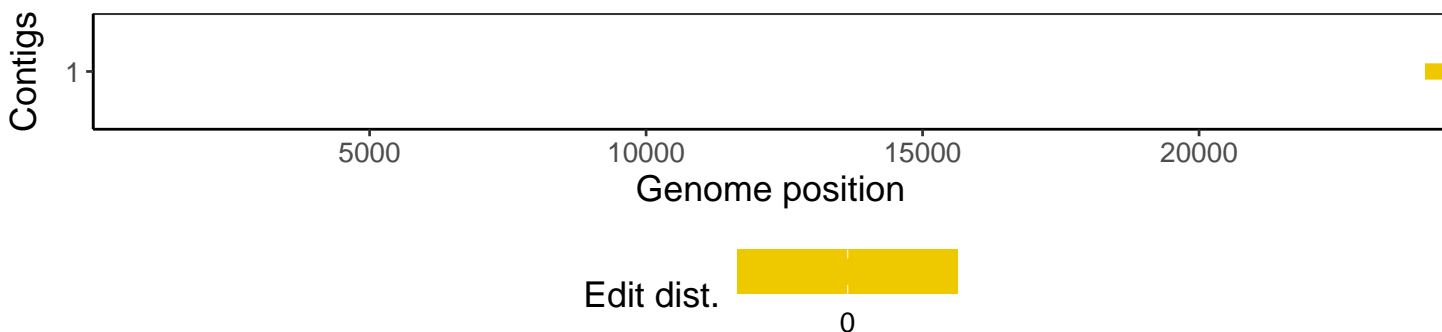 Contigs
1
5000 10000 15000 20000
Genome position
Edit dist.
0